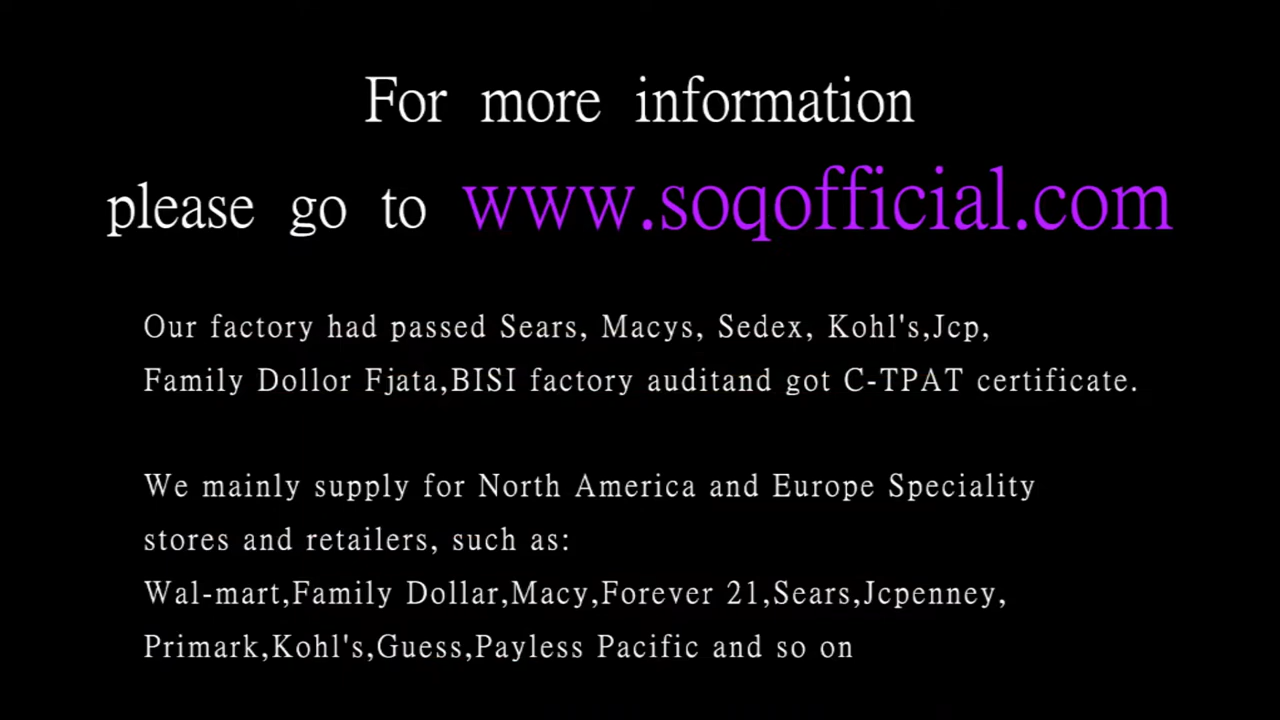 For more information
please go to www.soqofficial.com
Our factory had passed Sears, Macys, Sedex, Kohl's,Jcp,
Family Dollor Fjata,BISI factory auditand got C-TPAT certificate.
We mainly supply for North America and Europe Speciality
stores and retailers, such as:
Wal-mart,Family Dollar,Macy,Forever 21,Sears,Jcpenney,
Primark,Kohl's,Guess,Payless Pacific and so on